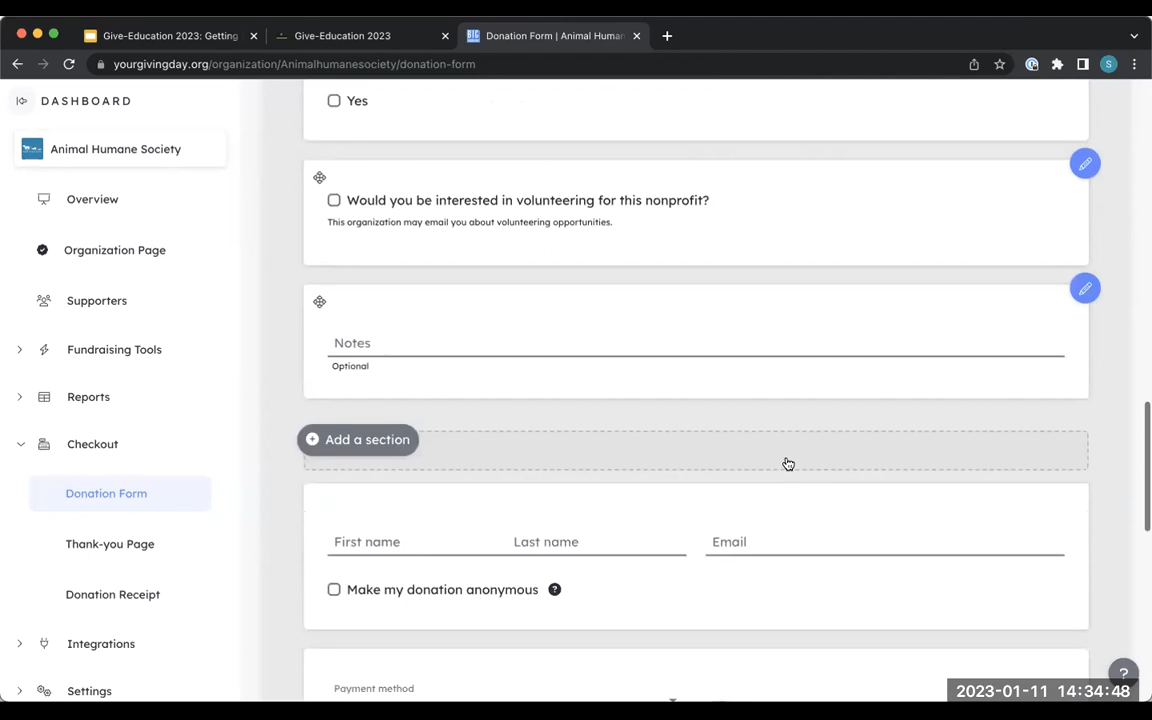 Give-Education 2023: Getting
Give-Education 2023
BIG
Donation Form | Animal Human
yourgivingday.org/organization/Animalhumanesociety/donation-form
S
DASHBOARD
Animal Humane Society
Overview
Organization Page
Supporters
Fundraising Tools
Reports
Checkout
Donation Form
Thank-you Page
Donation Receipt
Integrations
Settings
Yes
Would you be interested in volunteering for this nonprofit?
This organization may email you about volunteering opportunities.
Notes
Optional
Add a section
First name
Last name
Email
Make my donation anonymous ?
Payment method
?
2023-01-11 14:34:48